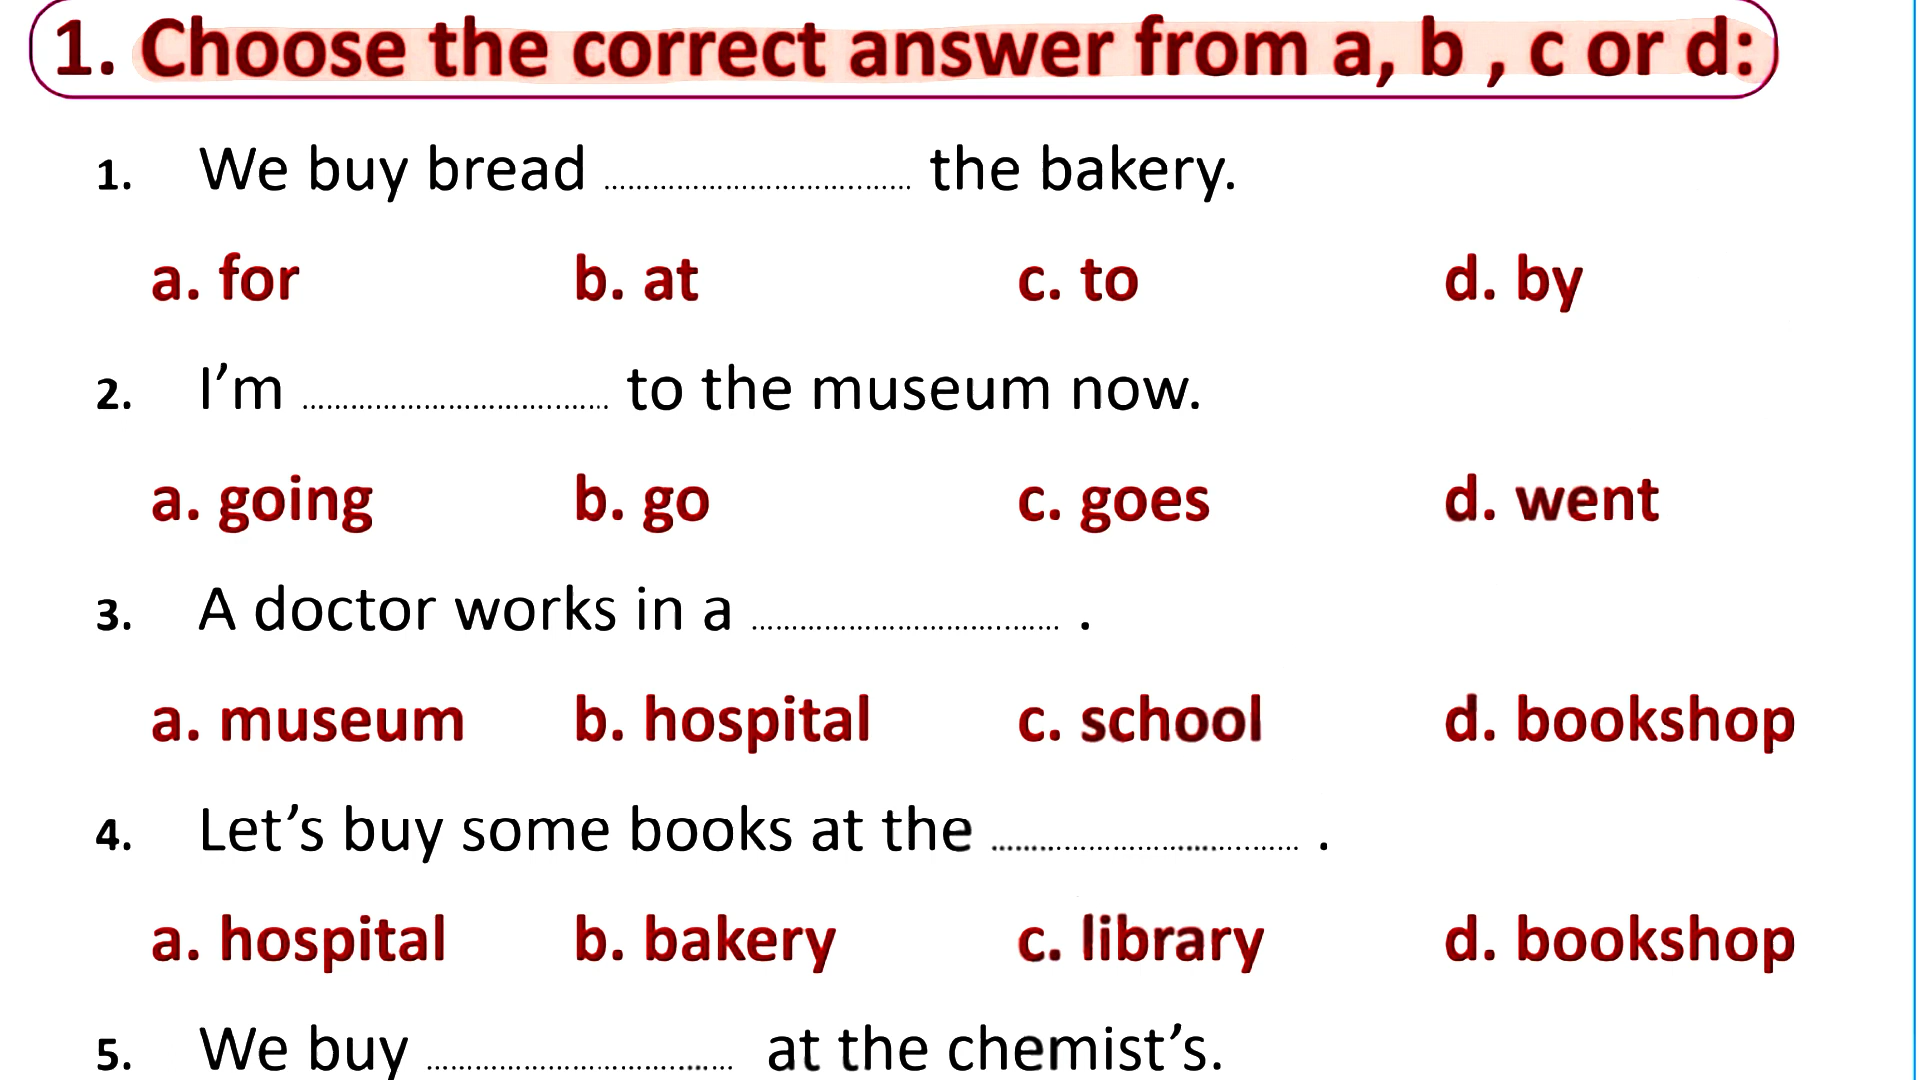 1. Choose the correct answer from a, b , c or d:
1. We buy bread .................................... the bakery.
a. for b. at c. to d. by
2. I’m .................................... to the museum now.
a. going b. go c. goes d. went
3. A doctor works in a .................................... .
a. museum b. hospital c. school d. bookshop
4. Let’s buy some books at the .................................... .
a. hospital b. bakery c. library d. bookshop
5. We buy .................................... at the chemist’s.